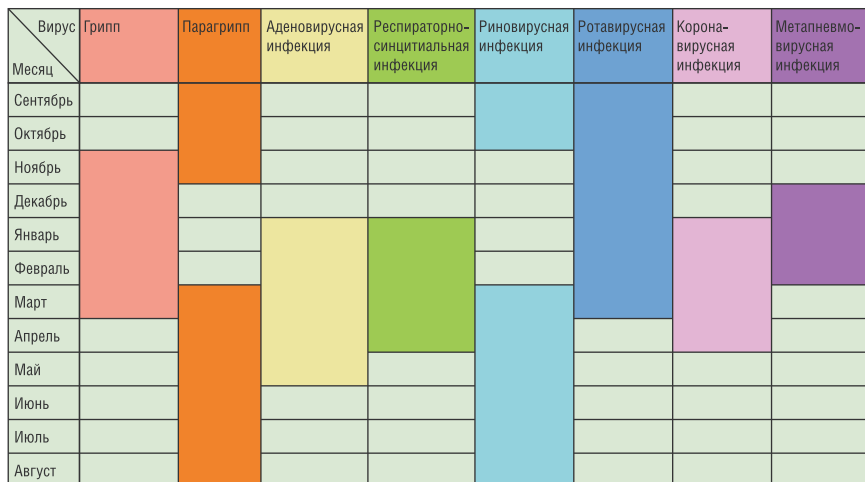 Вирус
Месяц
Грипп
Парагрипп
Аденовирусная
инфекция
Респираторно-
синцитиальная
инфекция
Риновирусная
инфекция
Ротавирусная
инфекция
Корона-
вирусная
инфекция
Метапневмо-
вирусная
инфекция
Сентябрь
Октябрь
Ноябрь
Декабрь
Январь
Февраль
Март
Апрель
Май
Июнь
Июль
Август